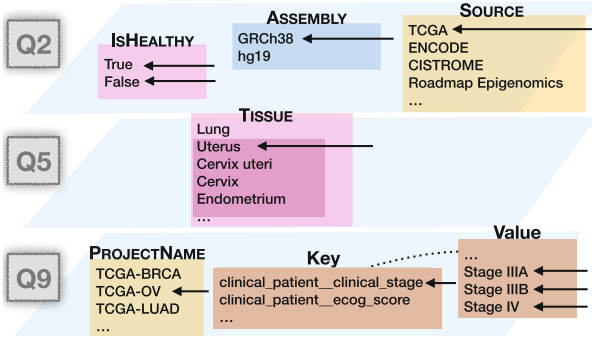 Q2
IsHealthy
True
False
Assembly
GRCh38
hg19
Source
TCGA
ENCODE
CISTROME
Roadmap Epigenomics
...
Q5
Tissue
Lung
Uterus
Cervix uteri
Cervix
Endometrium
...
Q9
ProjectName
TCGA-BRCA
TCGA-OV
TCGA-LUAD
...
Key
clinical_patient__clinical_stage
clinical_patient__ecog_score
...
Value
...
Stage IIIA
Stage IIIB
Stage IV